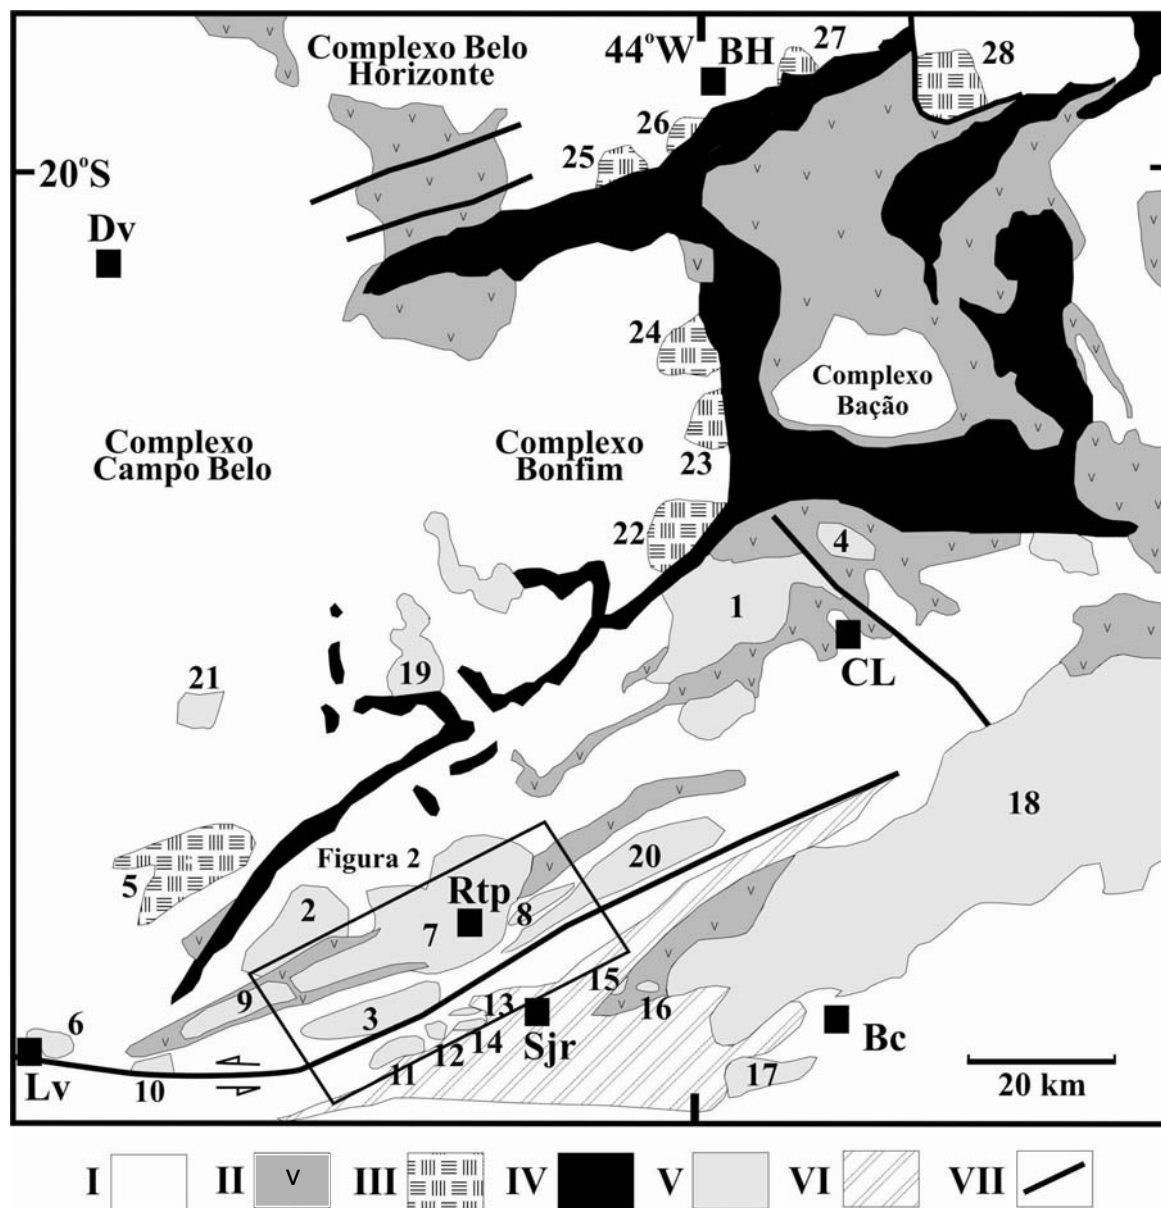 Complexo Belo
Horizonte
44°W
BH
27
28
26
25
20°S
Dv
24
Complexo
Bação
Complexo
Campo Belo
Complexo
Bonfim
23
22
4
1
CL
19
21
18
20
Figura 2
5
2
Rtp
8
7
9
15
16
3
13
6
12
14
Sjr
Bc
11
17
10
Lv
20 km
I
II
III
IV
V
VI
VII
v